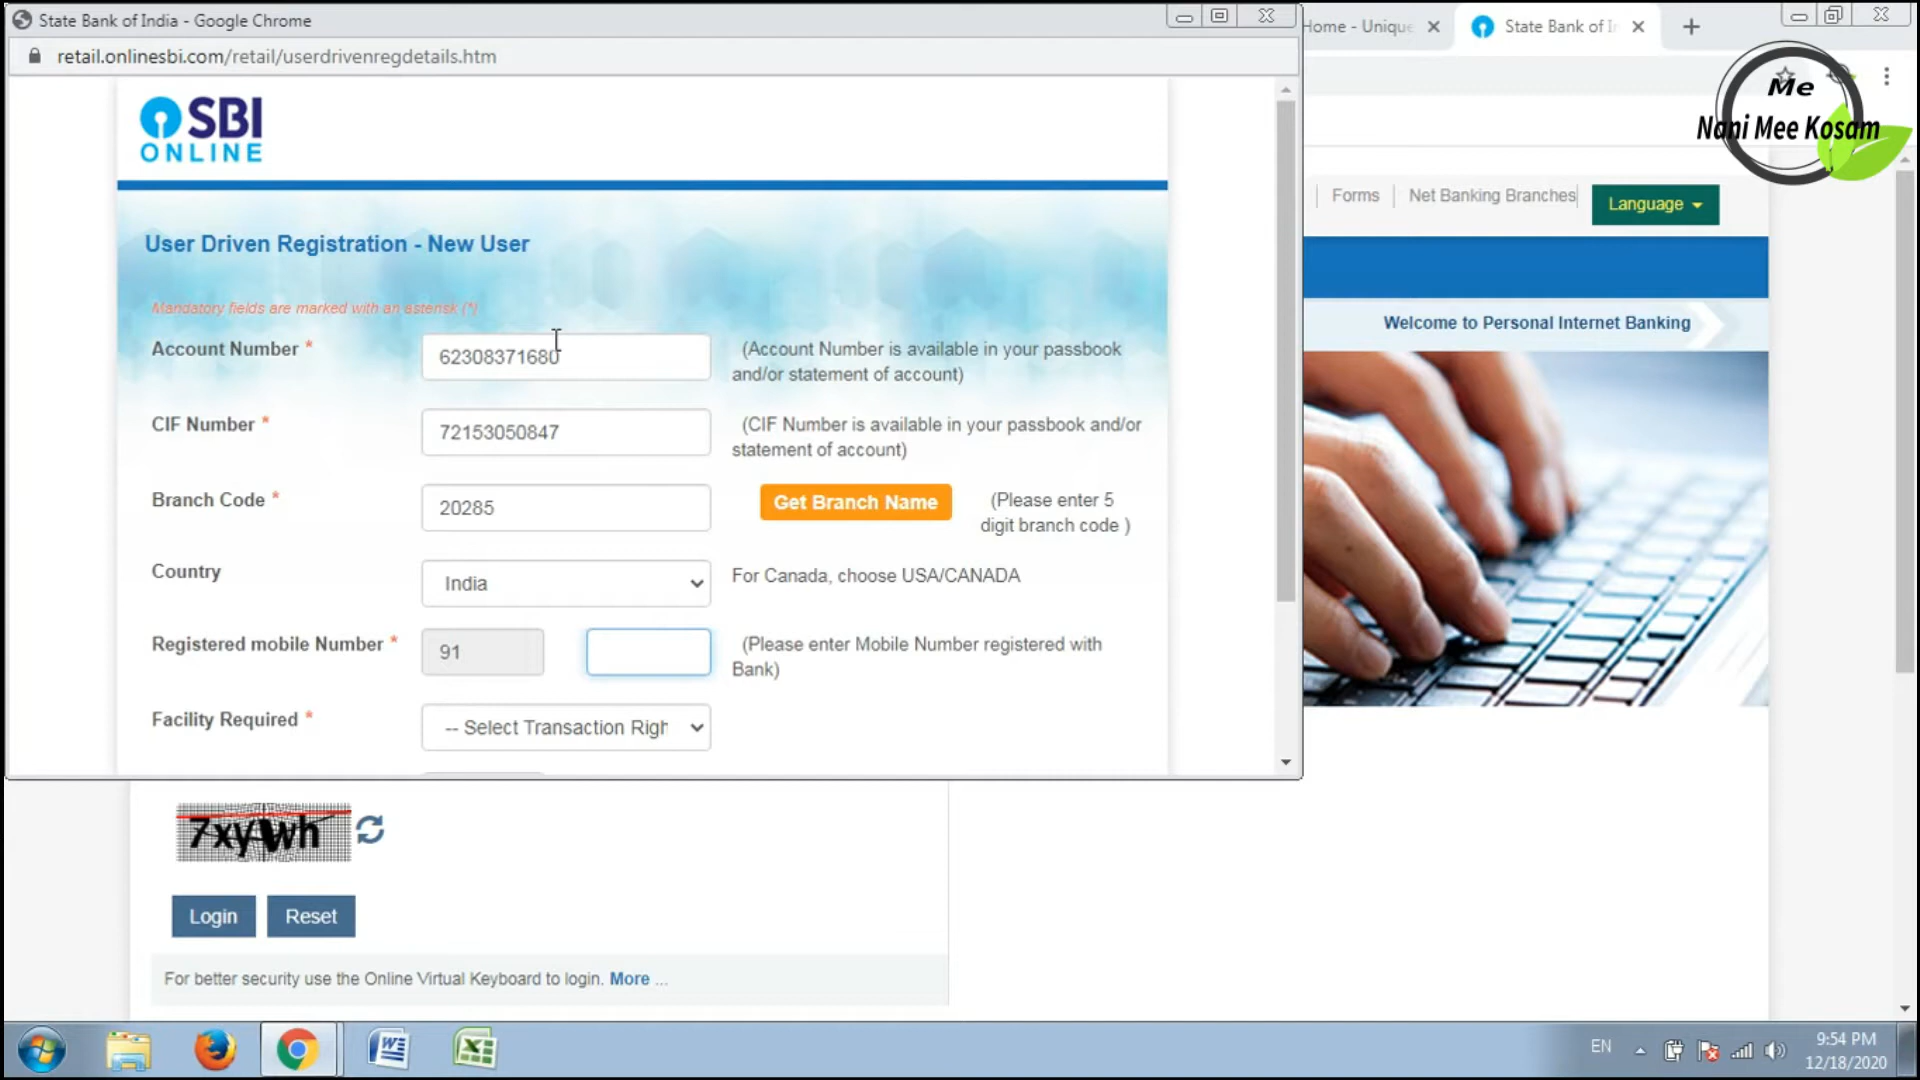 State Bank of India - Google Chrome
retail.onlinesbi.com/retail/userdrivenregdetails.htm
Home - Unique
State Bank of In
Me
Nani Mee Kosam
SBI
ONLINE
Forms
Net Banking Branches
Language
User Driven Registration - New User
Mandatory fields are marked with an asterisk (*)
Welcome to Personal Internet Banking
Account Number *
62308371680
(Account Number is available in your passbook
and/or statement of account)
CIF Number *
72153050847
(CIF Number is available in your passbook and/or
statement of account)
Branch Code *
20285
Get Branch Name
(Please enter 5
digit branch code )
Country
India
For Canada, choose USA/CANADA
Registered mobile Number *
91
(Please enter Mobile Number registered with
Bank)
Facility Required *
-- Select Transaction Righ
7xyWh
Login
Reset
For better security use the Online Virtual Keyboard to login. More ...
EN
9:54 PM
12/18/2020